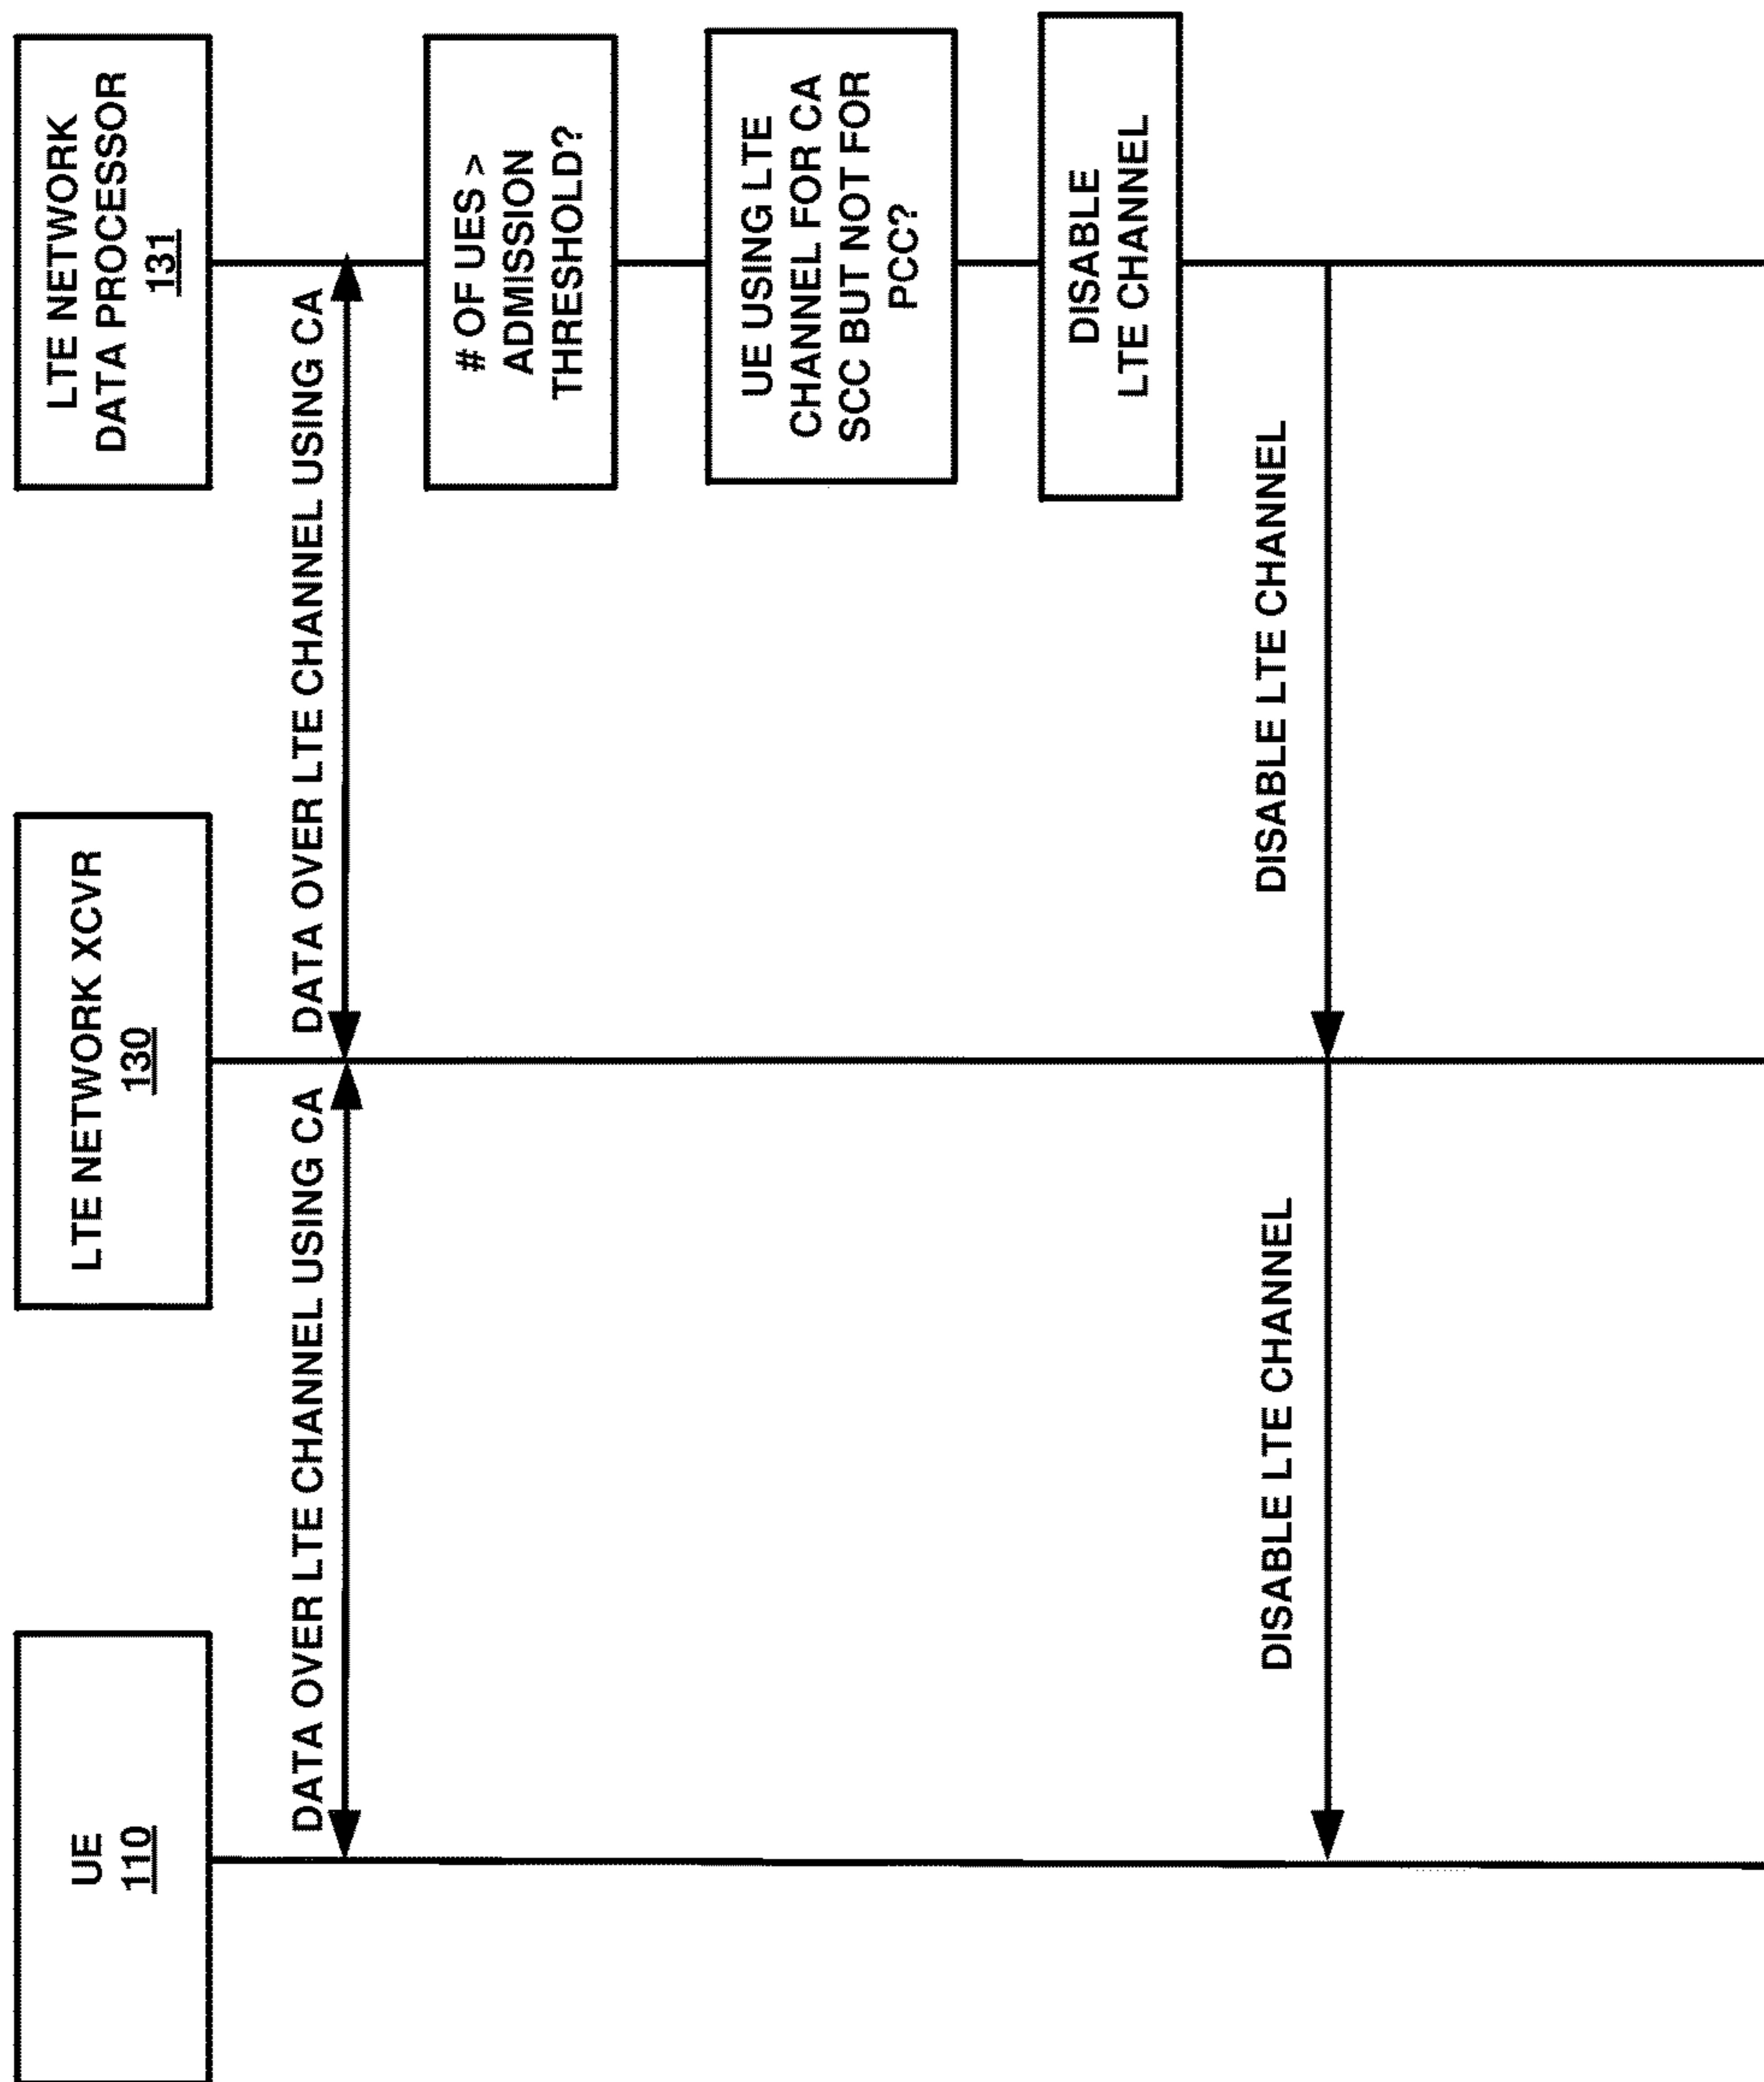 UE
110
LTE NETWORK XCVR
130
LTE NETWORK
DATA PROCESSOR
131
DATA OVER LTE CHANNEL USING CA
DATA OVER LTE CHANNEL USING CA
# OF UES >
ADMISSION
THRESHOLD?
UE USING LTE
CHANNEL FOR CA
SCC BUT NOT FOR
PCC?
DISABLE
LTE CHANNEL
DISABLE LTE CHANNEL
DISABLE LTE CHANNEL